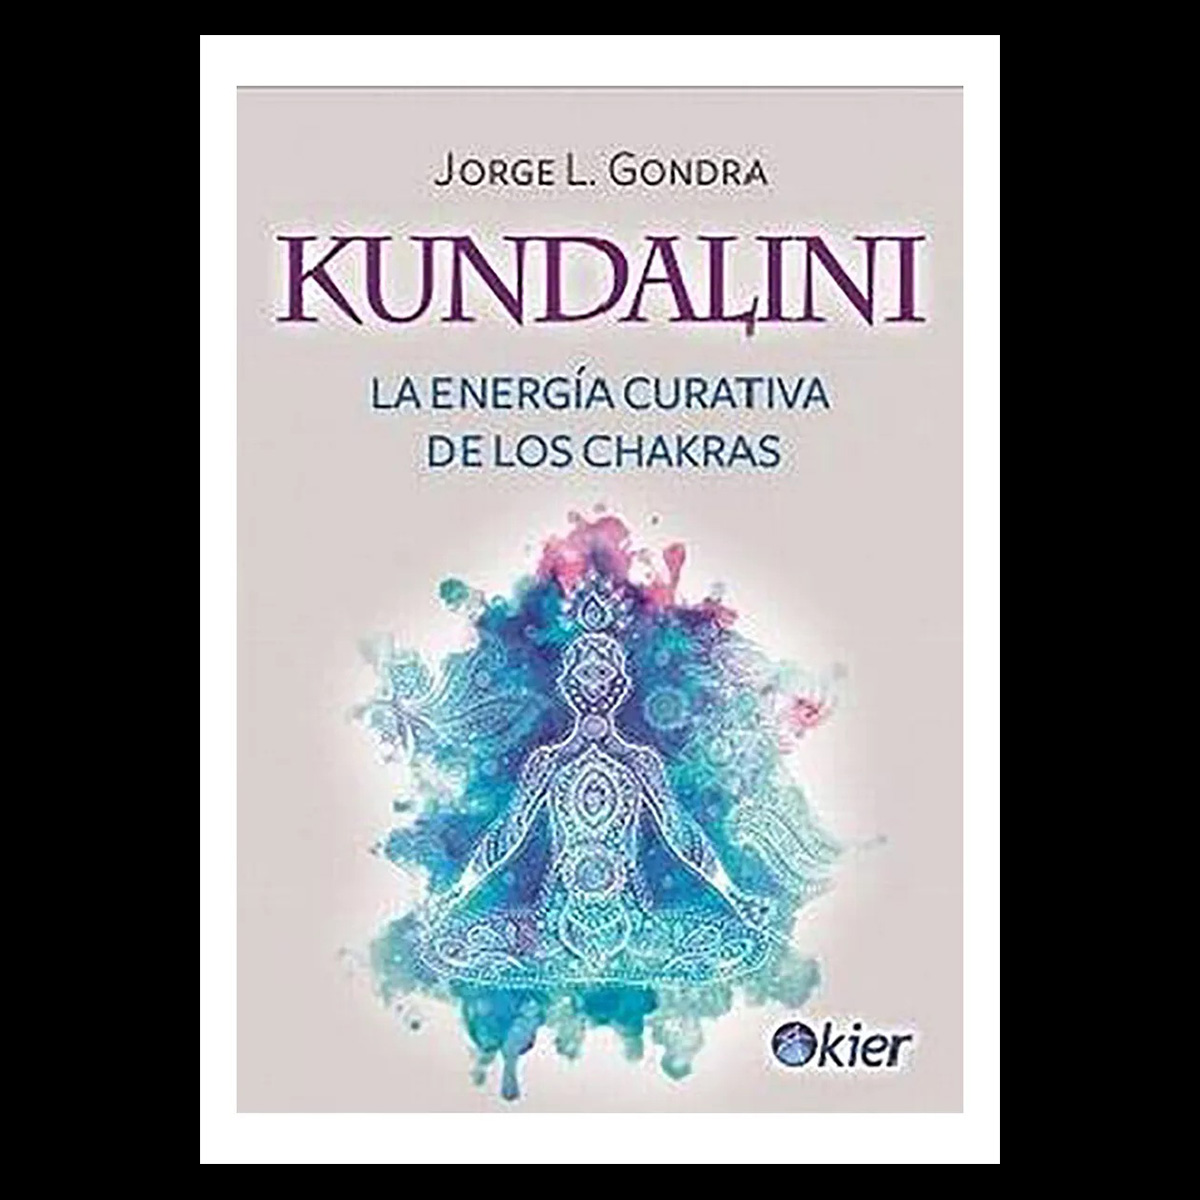 JORGE L. GONDRA
KUNDALINI
LA ENERGÍA CURATIVA
DE LOS CHAKRAS
kier